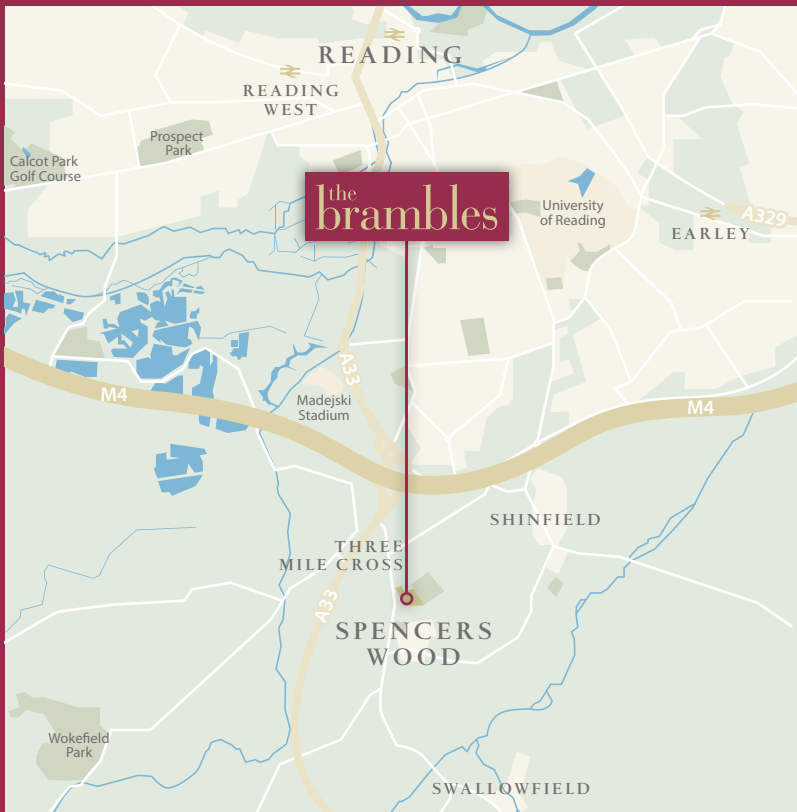 READING
READING
WEST
Prospect
Park
Calcot Park
Golf Course
the
brambles
University
of Reading
A329
EARLEY
A33
M4
Madejski
Stadium
M4
SHINFIELD
THREE
MILE CROSS
A33
SPENCERS
WOOD
Wokefield
Park
SWALLOWFIELD